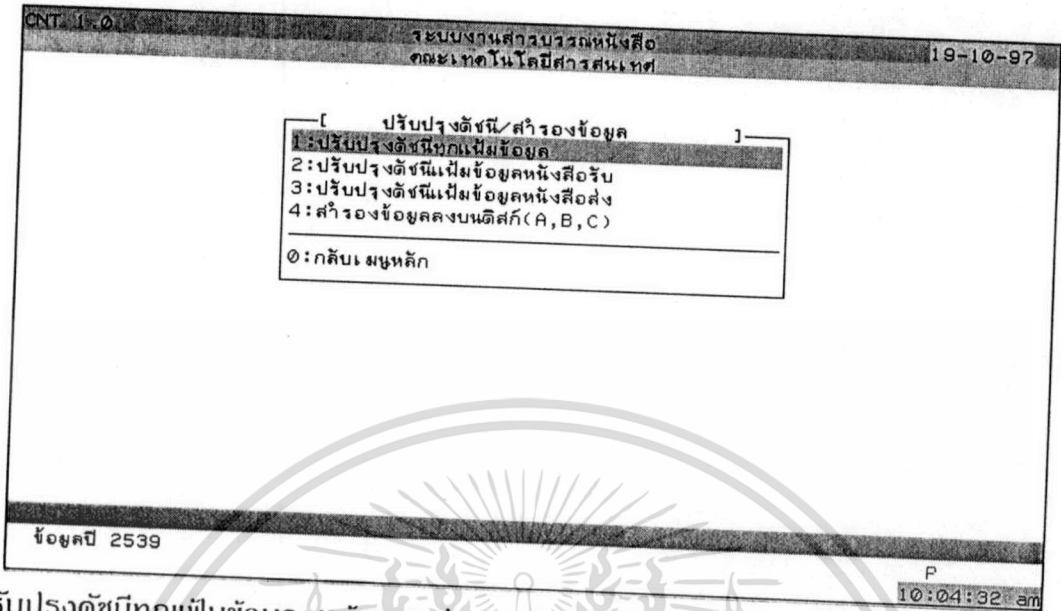 CNT 1.0
ระบบงานสารบรรณหนังสือ
19-10-97
คณะเทคโนโลยีสารสนเทศ
[ ปรับปรุงดัชนี/สำรองข้อมูล ]
1:ปรับปรุงดัชนีทุกแฟ้มข้อมูล
2:ปรับปรุงดัชนีแฟ้มข้อมูลหนังสือรับ
3:ปรับปรุงดัชนีแฟ้มข้อมูลหนังสือส่ง
4:สำรองข้อมูลลงบนดิสก์(A,B,C)
0:กลับเมนูหลัก
ข้อมูลปี 2539
P
10:04:32 am